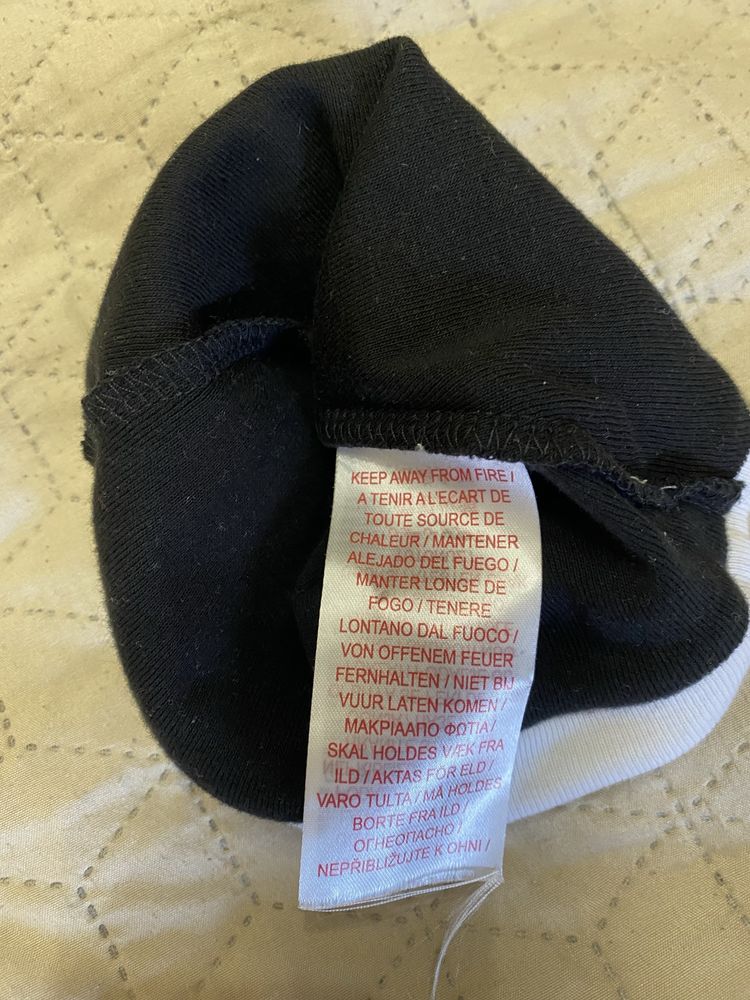 KEEP AWAY FROM FIRE /
A TENIR A L'ECART DE
TOUTE SOURCE DE
CHALEUR / MANTENER
ALEJADO DEL FUEGO /
MANTER LONGE DE
FOGO / TENERE
LONTANO DAL FUOCO /
VON OFFENEM FEUER
FERNHALTEN / NIET BIJ
VUUR LATEN KOMEN /
ΜΑΚΡΙΑΑΠΟ ΦΩΤΙΑ /
SKAL HOLDES VÆK FRA
ILD / AKTAS FÖR ELD /
VARO TULTA / MÅ HOLDES
BORTE FRA ILD /
ОГНЕОПАСНО /
NEPŘIBLIŽUJTE K OHNI /